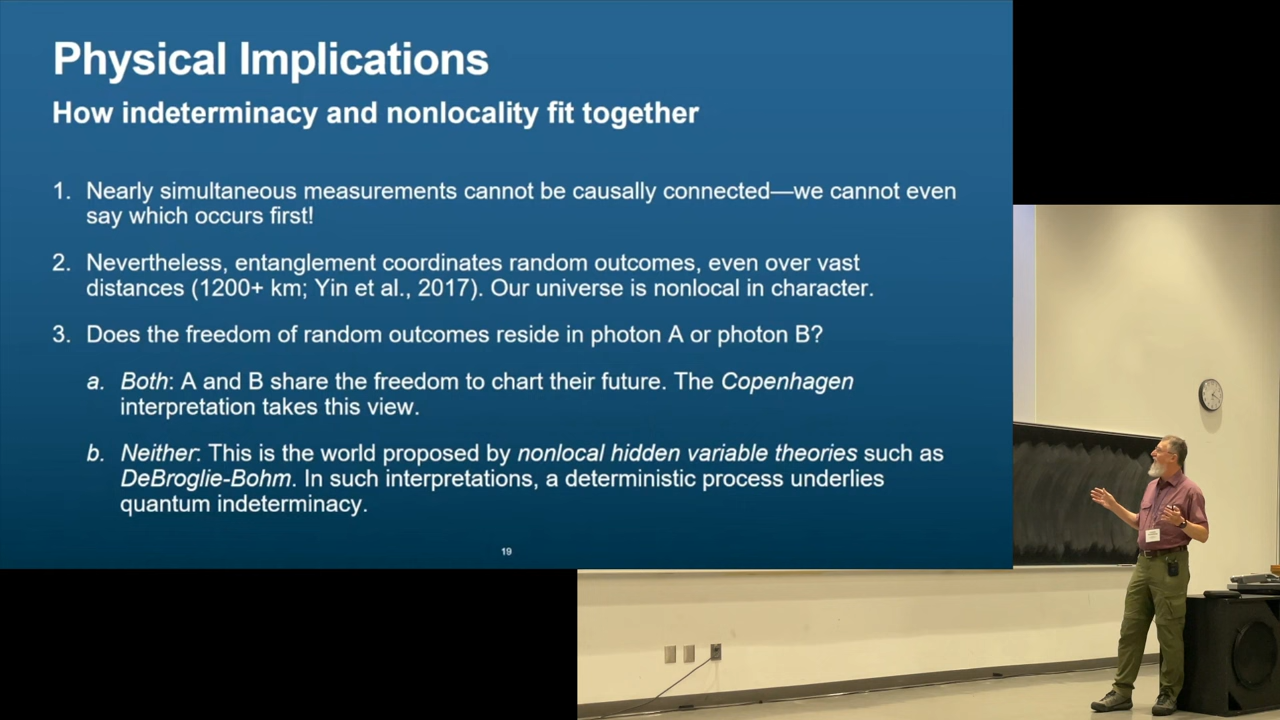 Physical Implications
How indeterminacy and nonlocality fit together
1. Nearly simultaneous measurements cannot be causally connected—we cannot even
say which occurs first!
2. Nevertheless, entanglement coordinates random outcomes, even over vast
distances (1200+ km; Yin et al., 2017). Our universe is nonlocal in character.
3. Does the freedom of random outcomes reside in photon A or photon B?
a. Both: A and B share the freedom to chart their future. The Copenhagen
interpretation takes this view.
b. Neither: This is the world proposed by nonlocal hidden variable theories such as
DeBroglie-Bohm. In such interpretations, a deterministic process underlies
quantum indeterminacy.
19